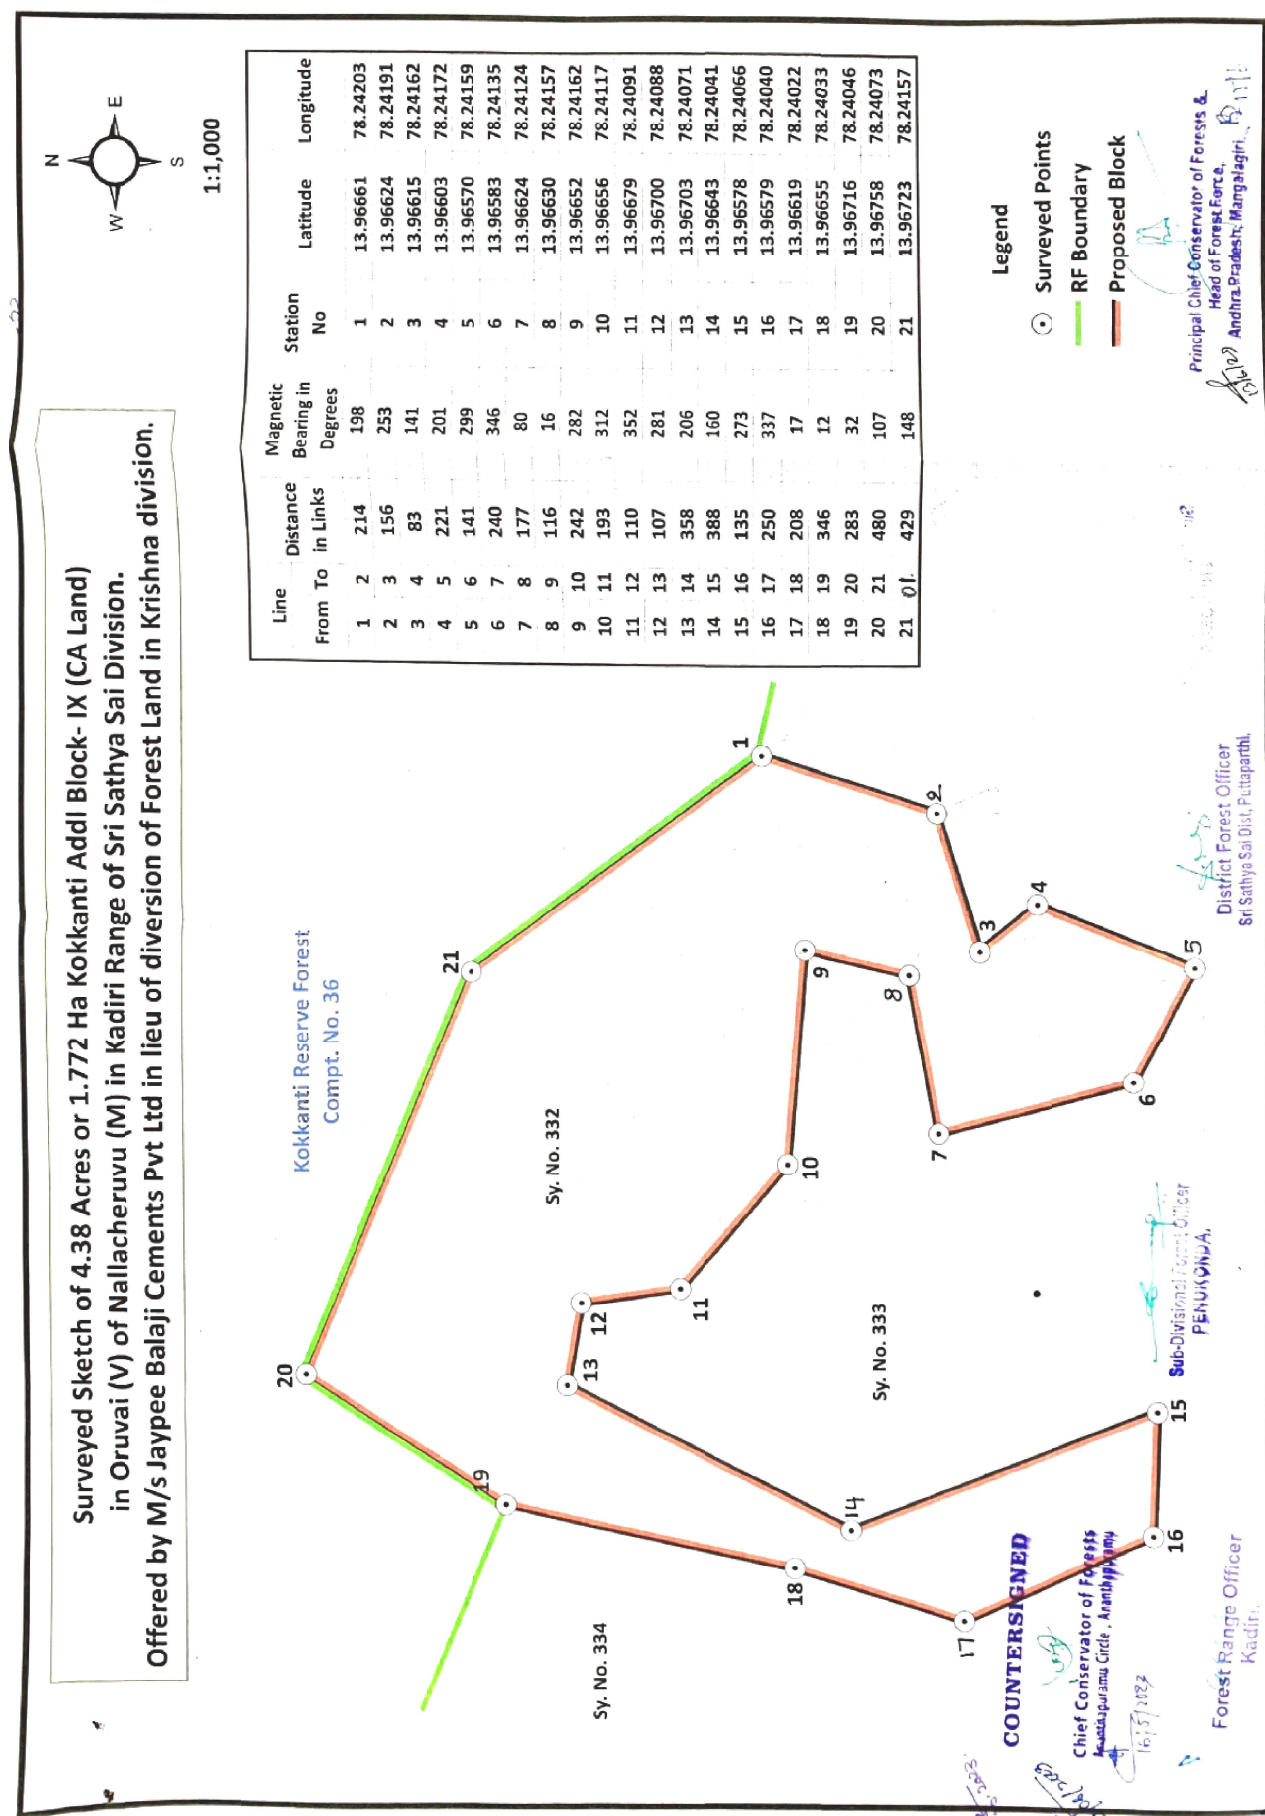 Surveyed Sketch of 4.38 Acres or 1.772 Ha Kokkanti Addl Block- IX (CA Land)
in Oruvai (V) of Nallacheruvu (M) in Kadiri Range of Sri Sathya Sai Division.
Offered by M/s Jaypee Balaji Cements Pvt Ltd in lieu of diversion of Forest Land in Krishna division.
N
W E
S
1:1,000
Line Distance in Links Magnetic Bearing in Degrees Station No Latitude Longitude
From To
1 2 214 198 1 13.96661 78.24203
2 3 156 253 2 13.96624 78.24191
3 4 83 141 3 13.96615 78.24162
4 5 221 201 4 13.96603 78.24172
5 6 141 299 5 13.96570 78.24159
6 7 240 346 6 13.96583 78.24135
7 8 177 80 7 13.96624 78.24124
8 9 116 16 8 13.96630 78.24157
9 10 242 282 9 13.96652 78.24162
10 11 193 312 10 13.96656 78.24117
11 12 110 352 11 13.96679 78.24091
12 13 107 281 12 13.96700 78.24088
13 14 358 206 13 13.96703 78.24071
14 15 388 160 14 13.96643 78.24041
15 16 135 273 15 13.96578 78.24066
16 17 250 337 16 13.96579 78.24040
17 18 208 17 17 13.96619 78.24022
18 19 346 12 18 13.96655 78.24033
19 20 283 32 19 13.96716 78.24046
20 21 480 107 20 13.96758 78.24073
21 01. 429 148 21 13.96723 78.24157
Kokkanti Reserve Forest
Compt. No. 36
20
21
19
1
Sy. No. 332
12
13
11
10
9
8
2
3
4
7
5
6
Sy. No. 334
Sy. No. 333
14
18
17
15
16
Legend
Surveyed Points
RF Boundary
Proposed Block
COUNTERSIGNED
Chief Conservator of Forests
Ananthapuramu Circle, Ananthapuramu
16/5/2023
Forest Range Officer
Kadiri.
Sub-Divisional Forest Officer
PENUKONDA.
District Forest Officer
Sri Sathya Sai Dist, Puttaparthi.
Principal Chief Conservator of Forests &
Head of Forest Force,
Andhra Pradesh, Mangalagiri